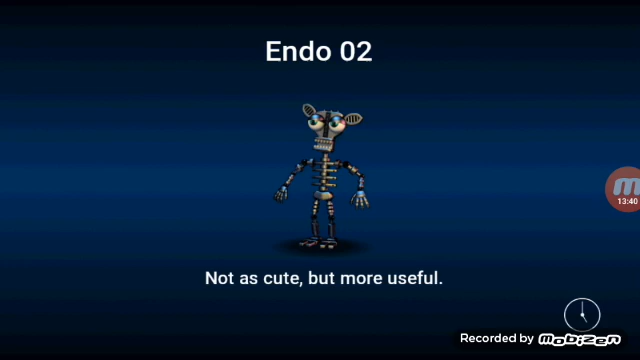 Endo 02
13:40
Not as cute, but more useful.
Recorded by Mobizen